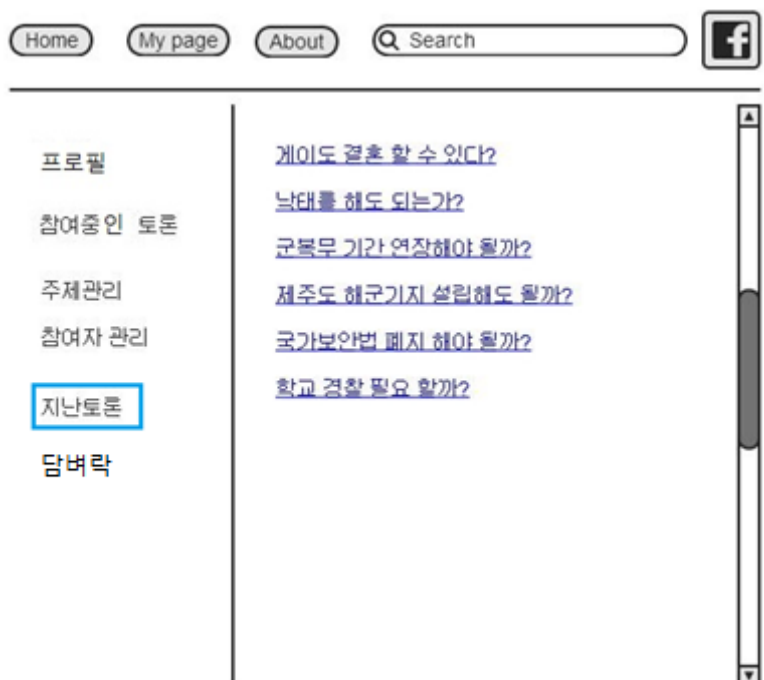 Home
My page
About
Search
프로필
참여중인 토론
주제관리
참여자 관리
지난토론
담벼락
게이도 결혼 할 수 있다?
낙태를 해도 되는가?
군복무 기간 연장해야 될까?
제주도 해군기지 설립해도 될까?
국가보안법 폐지 해야 될까?
학교 경찰 필요 할까?